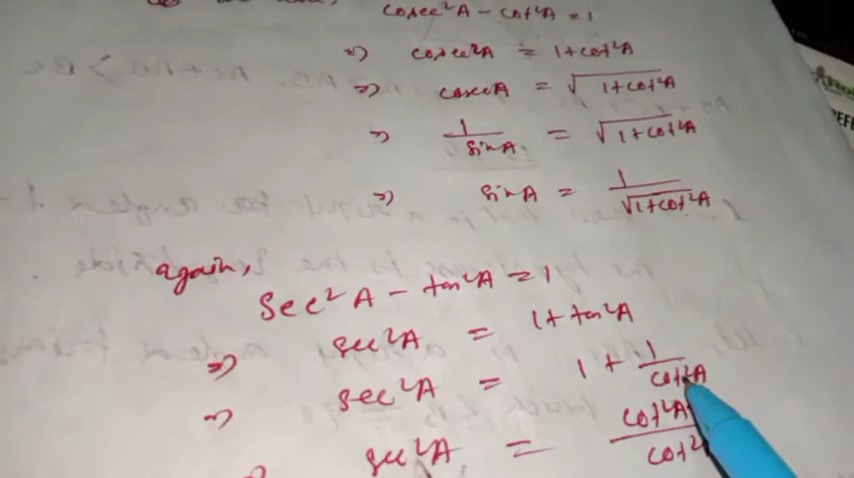 cosec²A - cot²A = 1
⇒ cosec²A = 1+cot²A
⇒ cosecA = √1+cot²A
⇒ 1/sinA = √1+cot²A
⇒ sinA = 1/√1+cot²A
again,
sec²A - tan²A = 1
⇒ sec²A = 1+tan²A
⇒ sec²A = 1 + 1/cot²A
sec²A = cot²A/cot²